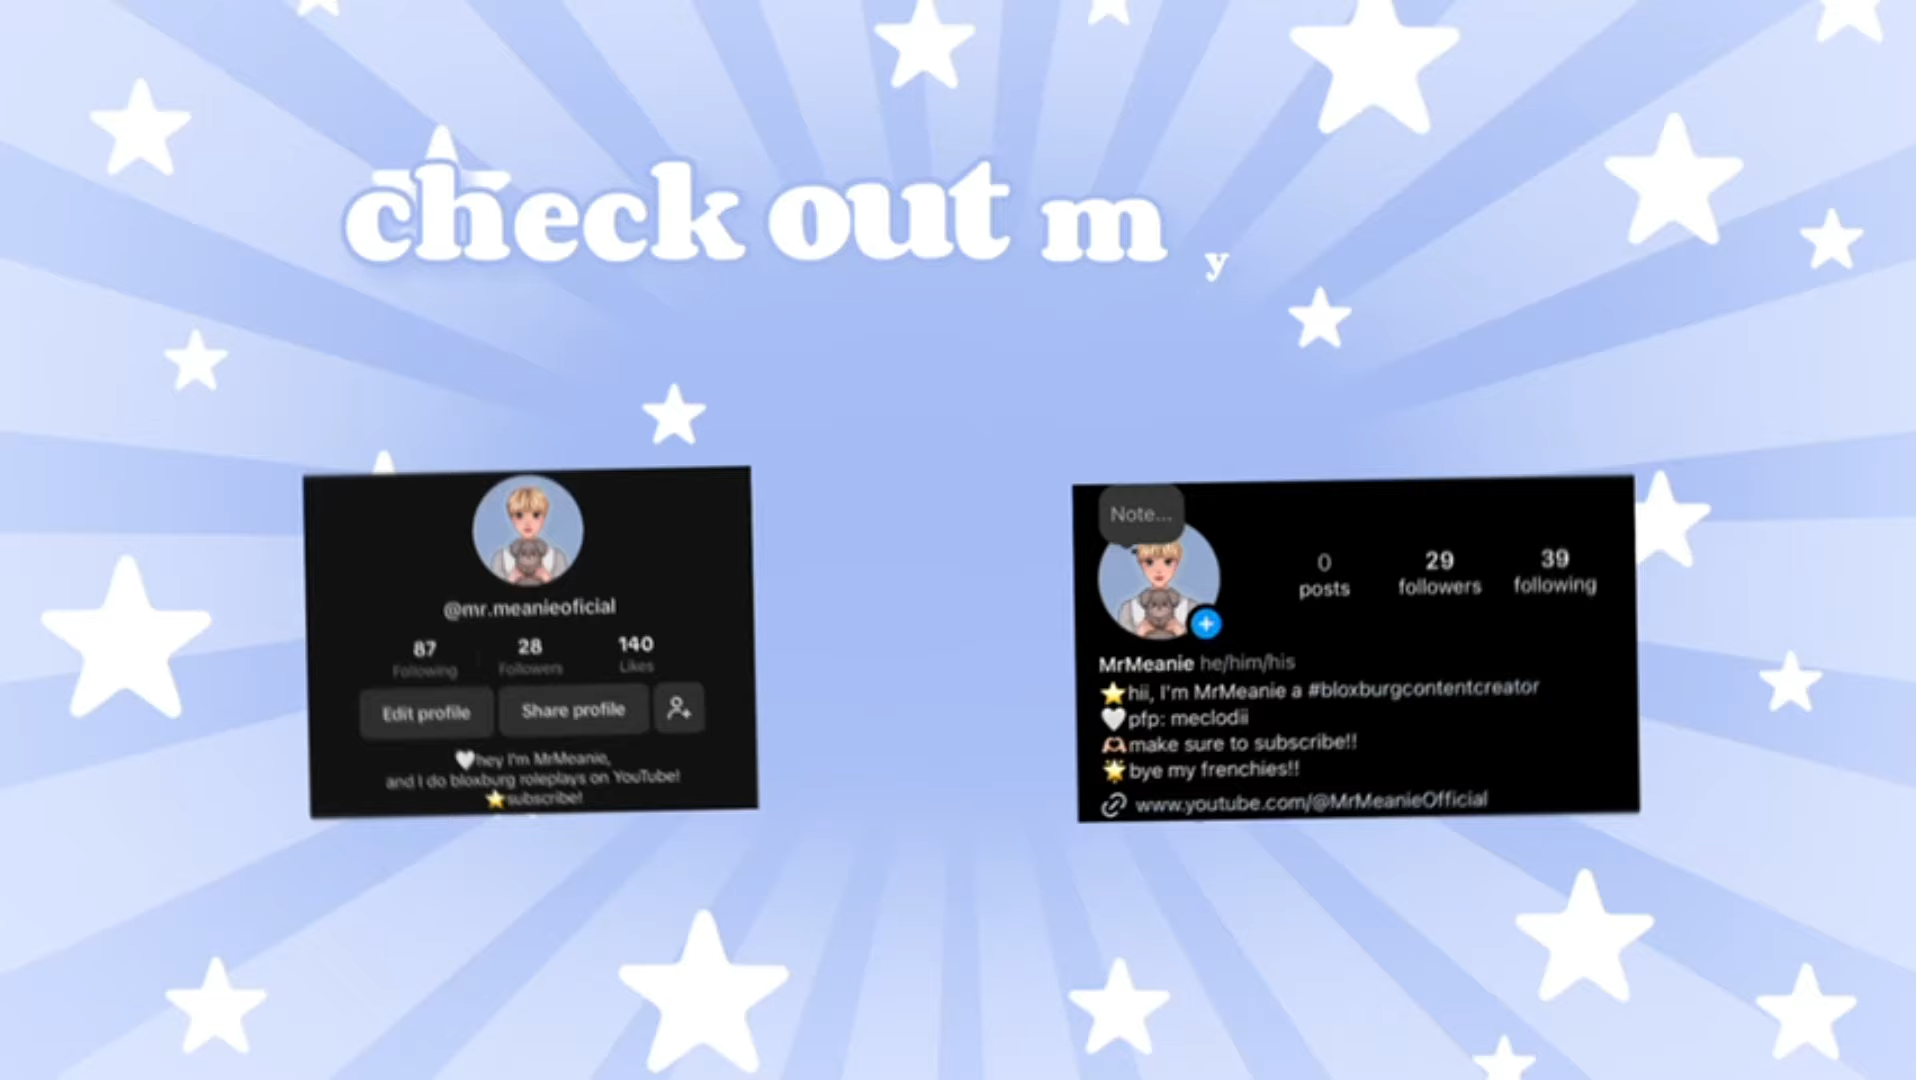 check out m y
@mr.meanieoficial
87 28 140
Following Followers Likes
Edit profile Share profile
🤍hey I'm MrMeanie,
and I do bloxburg roleplays on YouTube!
⭐subscribe!
Note...
0 29 39
posts followers following
MrMeanie he/him/his
⭐hii, I'm MrMeanie a #bloxburgcontentcreator
🤍pfp: meclodii
🫶🏼make sure to subscribe!!
🌟bye my frenchies!!
www.youtube.com/@MrMeanieOfficial